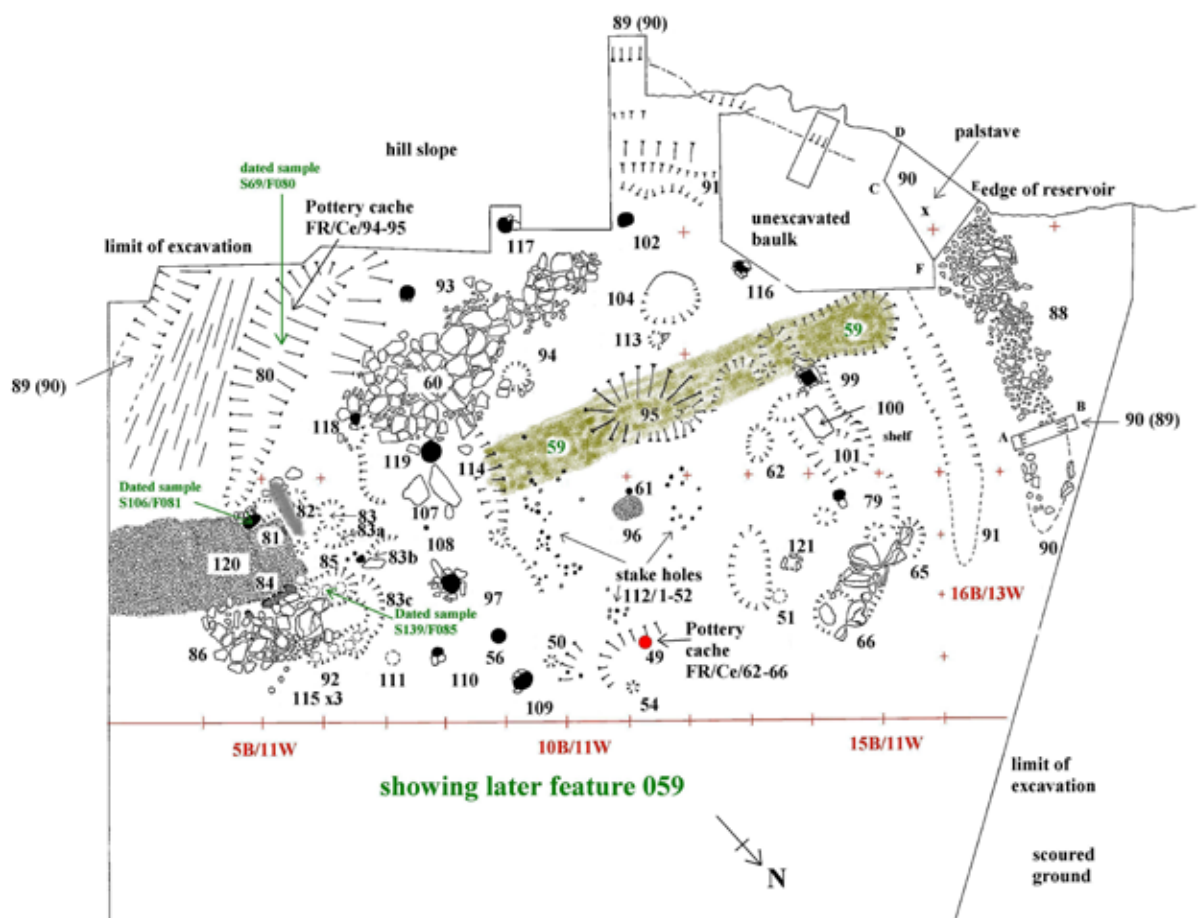 89 (90)
hill slope
D
palstave
dated sample
S69/F080
90
C
E
edge of reservoir
Pottery cache
FR/Ce/94-95
91
X
limit of excavation
unexcavated
baulk
117
102
F
116
93
104
88
59
113
94
89 (90)
80
60
99
95
100
B
90 (89)
118
shelf
A
59
119
114
62
101
Dated sample
S106/F081
61
79
82
83
107
96
81
83a
91
90
120
108
83b
121
65
85
stake holes
112/1-52
84
97
16B/13W
83c
51
Dated sample
S139/F085
66
86
56
50
49
Pottery
cache
FR/Ce/62-66
92
111
110
115 x3
109
54
5B/11W
10B/11W
15B/11W
showing later feature 059
limit of
excavation
N
scoured
ground